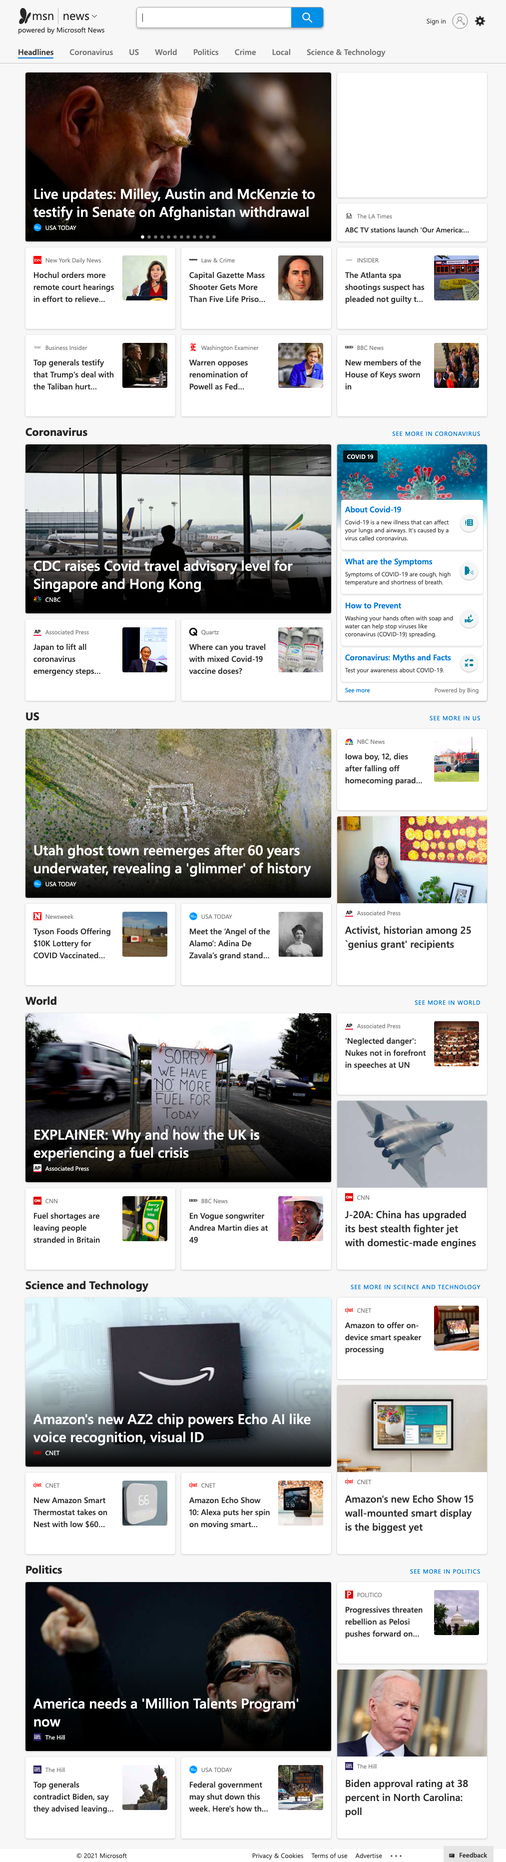 msn news
powered by Microsoft News
Sign in
Headlines Coronavirus US World Politics Crime Local Science & Technology
Live updates: Milley, Austin and McKenzie to
testify in Senate on Afghanistan withdrawal
USA TODAY
The LA Times
ABC TV stations launch 'Our America:...
New York Daily News
Hochul orders more
remote court hearings
in effort to relieve...
Law & Crime
Capital Gazette Mass
Shooter Gets More
Than Five Life Priso...
INSIDER
The Atlanta spa
shootings suspect has
pleaded not guilty t...
Business Insider
Top generals testify
that Trump's deal with
the Taliban hurt...
Washington Examiner
Warren opposes
renomination of
Powell as Fed...
BBC News
New members of the
House of Keys sworn
in
Coronavirus
SEE MORE IN CORONAVIRUS
CDC raises Covid travel advisory level for
Singapore and Hong Kong
CNBC
COVID 19
About Covid-19
Covid-19 is a new illness that can affect
your lungs and airways. It's caused by a
virus called coronavirus.
What are the Symptoms
Symptoms of COVID-19 are cough, high
temperature and shortness of breath.
How to Prevent
Washing your hands often with soap and
water can help stop viruses like
coronavirus (COVID-19) spreading.
Coronavirus: Myths and Facts
Test your awareness about COVID-19.
See more
Powered by Bing
Associated Press
Japan to lift all
coronavirus
emergency steps...
Quartz
Where can you travel
with mixed Covid-19
vaccine doses?
US
SEE MORE IN US
Utah ghost town reemerges after 60 years
underwater, revealing a 'glimmer' of history
USA TODAY
NBC News
Iowa boy, 12, dies
after falling off
homecoming parad...
Associated Press
Activist, historian among 25
`genius grant' recipients
Newsweek
Tyson Foods Offering
$10K Lottery for
COVID Vaccinated...
USA TODAY
Meet the 'Angel of the
Alamo': Adina De
Zavala's grand stand...
World
SEE MORE IN WORLD
SORRY
WE HAVE
NO MORE
FUEL FOR
TODAY
EXPLAINER: Why and how the UK is
experiencing a fuel crisis
Associated Press
Associated Press
'Neglected danger':
Nukes not in forefront
in speeches at UN
CNN
J-20A: China has upgraded
its best stealth fighter jet
with domestic-made engines
CNN
Fuel shortages are
leaving people
stranded in Britain
BBC News
En Vogue songwriter
Andrea Martin dies at
49
Science and Technology
SEE MORE IN SCIENCE AND TECHNOLOGY
Amazon's new AZ2 chip powers Echo AI like
voice recognition, visual ID
CNET
CNET
Amazon to offer on-
device smart speaker
processing
CNET
Amazon's new Echo Show 15
wall-mounted smart display
is the biggest yet
CNET
New Amazon Smart
Thermostat takes on
Nest with low $60...
CNET
Amazon Echo Show
10: Alexa puts her spin
on moving smart...
Politics
SEE MORE IN POLITICS
America needs a 'Million Talents Program'
now
The Hill
POLITICO
Progressives threaten
rebellion as Pelosi
pushes forward on...
The Hill
Biden approval rating at 38
percent in North Carolina:
poll
The Hill
Top generals
contradict Biden, say
they advised leaving...
USA TODAY
Federal government
may shut down this
week. Here's how th...
© 2021 Microsoft Privacy & Cookies Terms of use Advertise ... Feedback